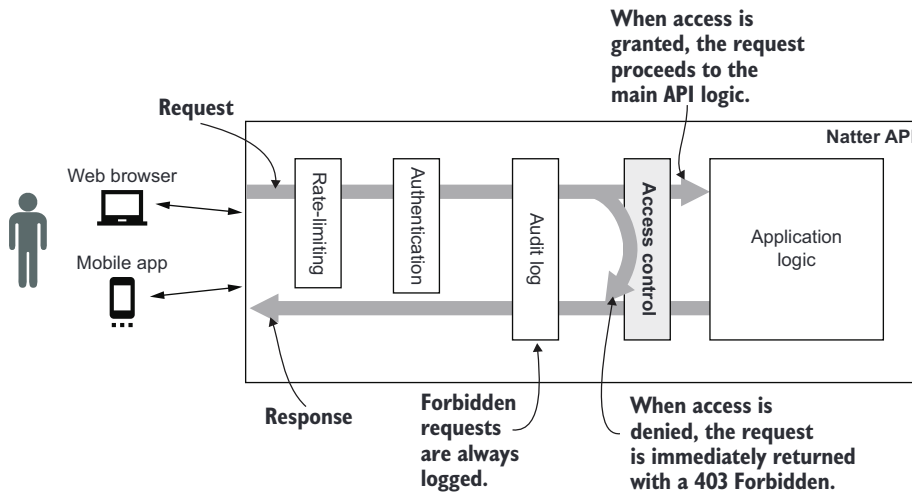 When access is
granted, the request
proceeds to the
main API logic.
Request
Natter API
Web browser
Mobile app
Rate-limiting
Authentication
Audit log
Access control
Application
logic
Response
Forbidden
requests
are always
logged.
When access is
denied, the request
is immediately returned
with a 403 Forbidden.